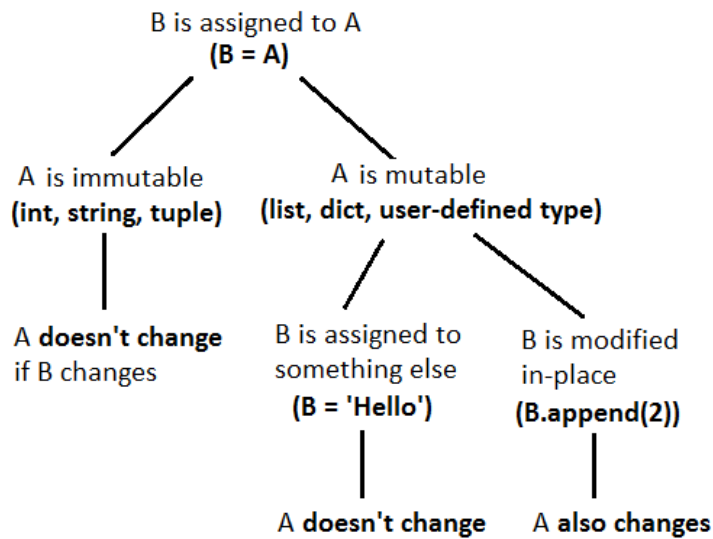 B is assigned to A
(B = A)
A is immutable
(int, string, tuple)
A is mutable
(list, dict, user-defined type)
A doesn't change
if B changes
B is assigned to
something else
(B = 'Hello')
B is modified
in-place
(B.append(2))
A doesn't change
A also changes